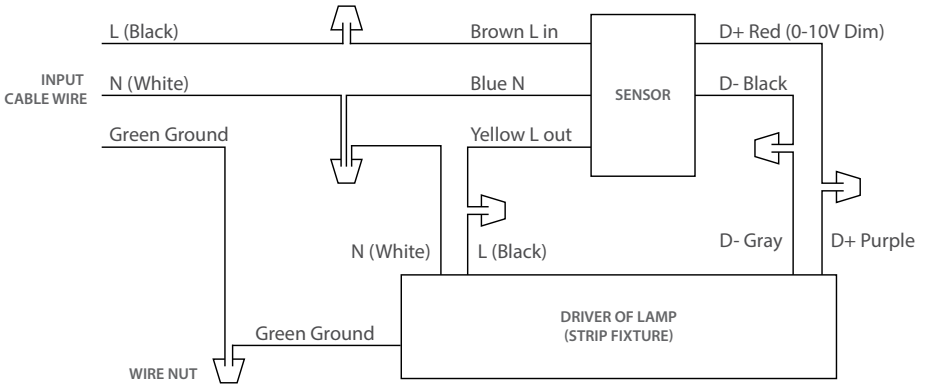 L (Black)
Brown L in
D+ Red (0-10V Dim)
INPUT
CABLE WIRE
N (White)
Blue N
SENSOR
D- Black
Green Ground
Yellow L out
N (White)
L (Black)
D- Gray
D+ Purple
DRIVER OF LAMP
(STRIP FIXTURE)
Green Ground
WIRE NUT